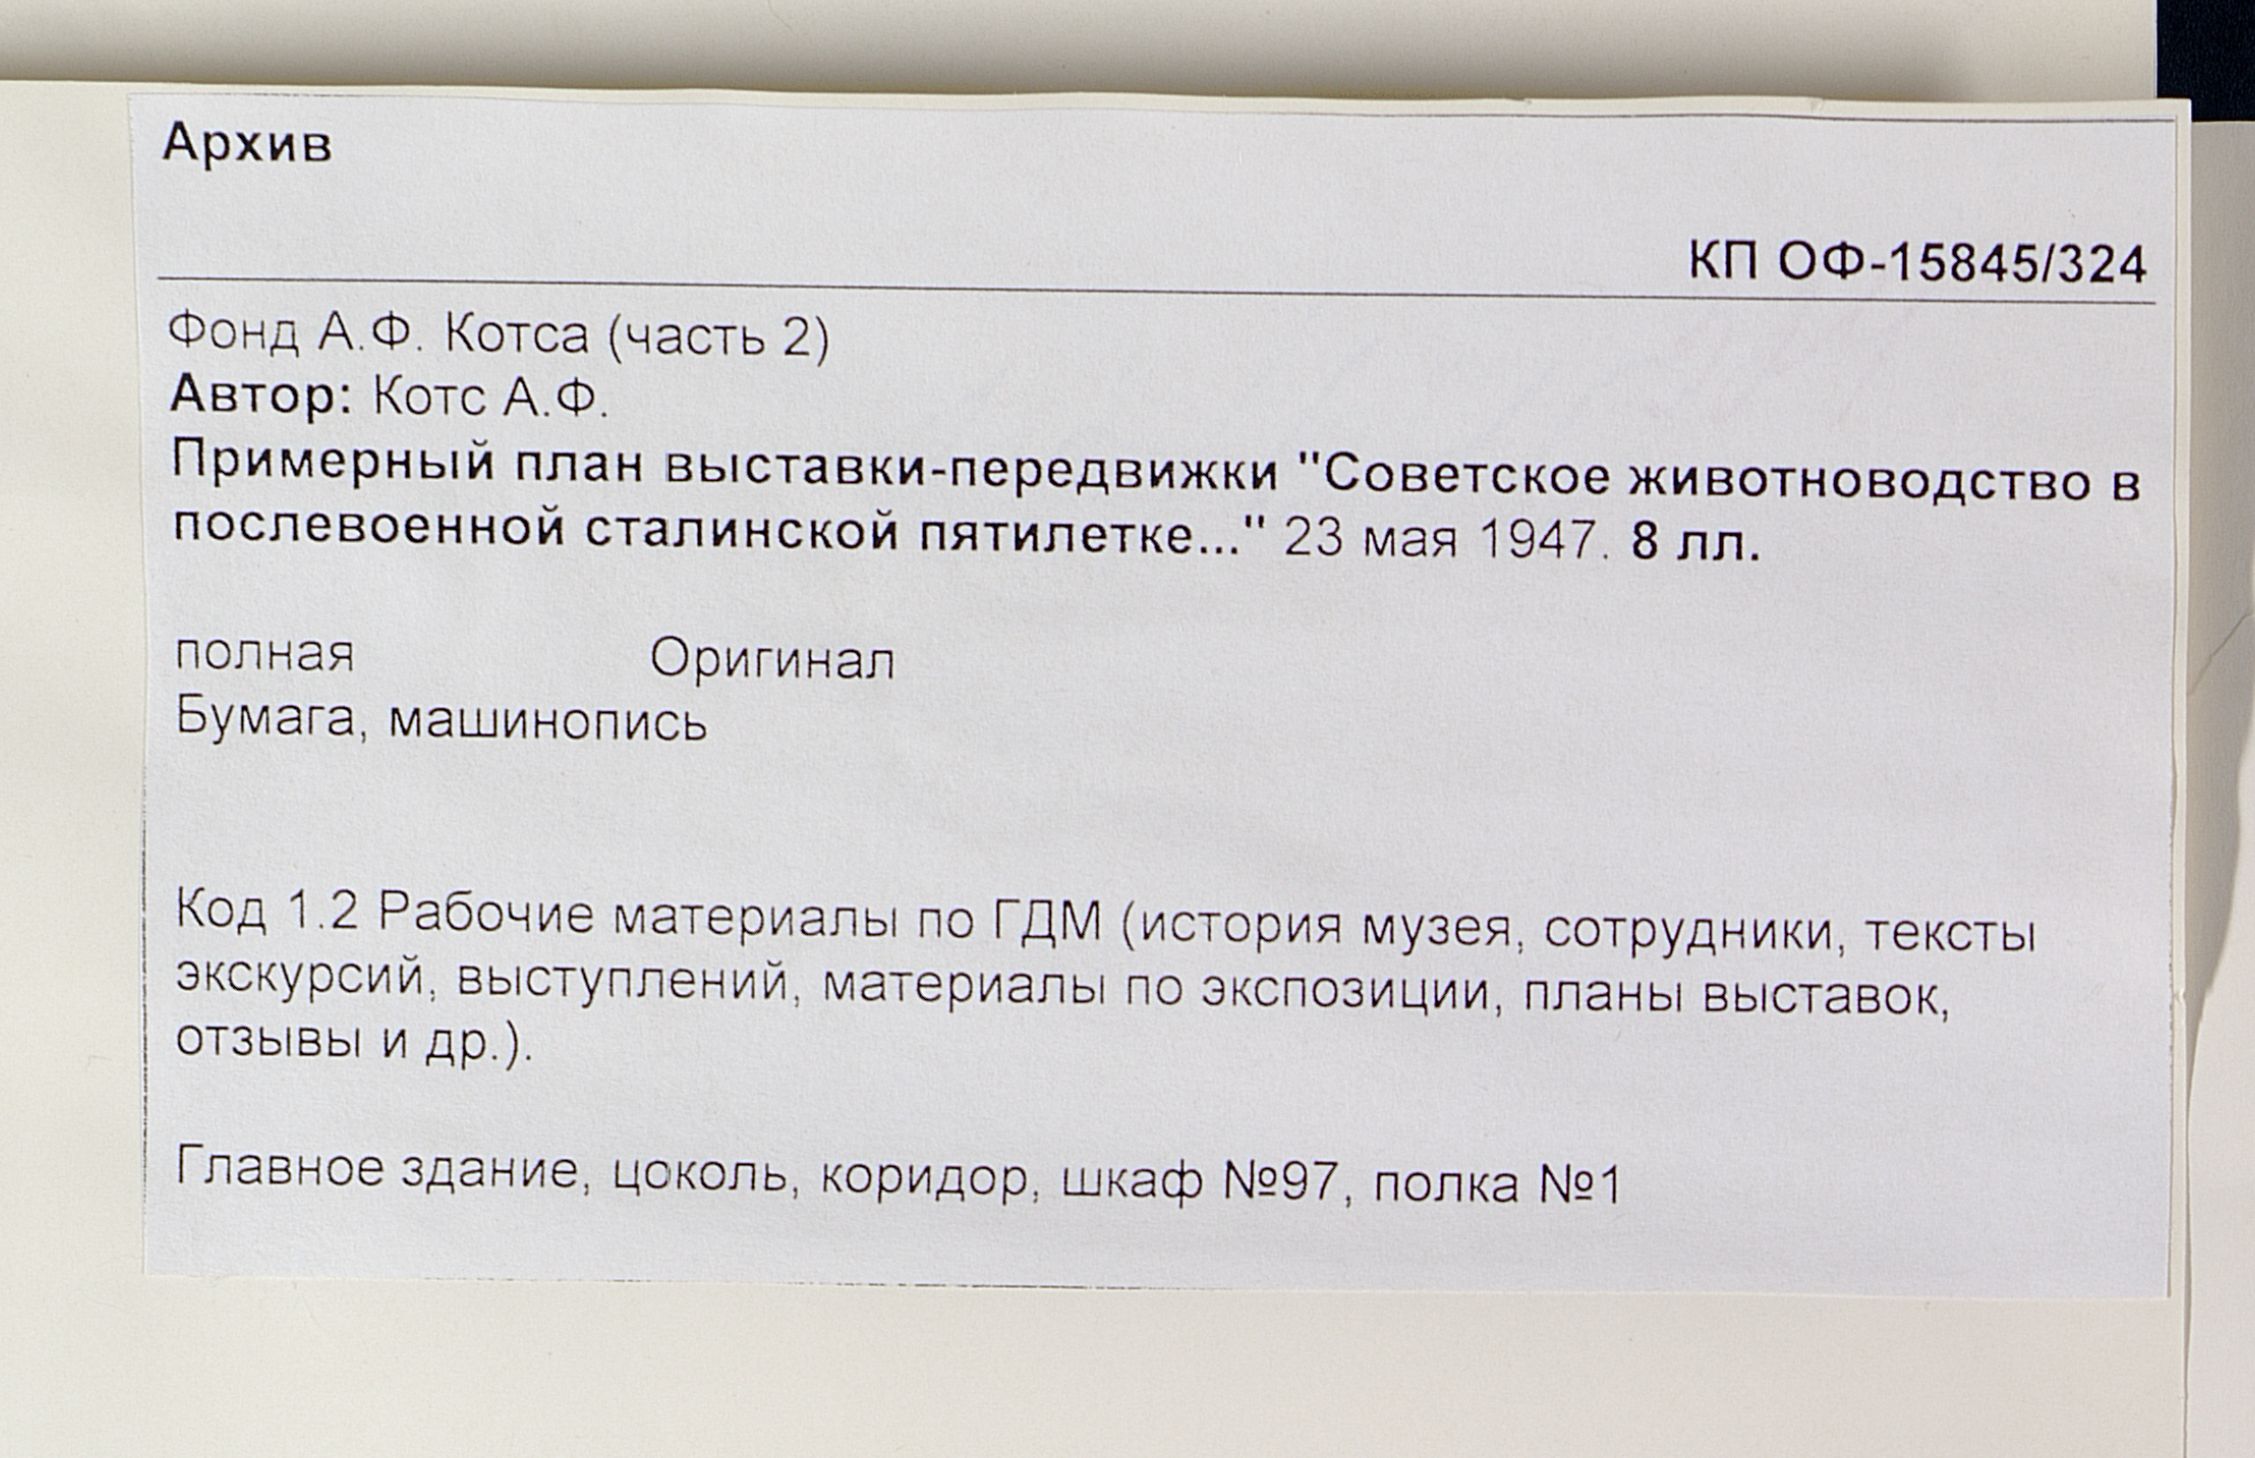 Архив
КП ОФ-15845/324
Фонд А.Ф. Котса (часть 2)
Автор: Котс А.Ф.
Примерный план выставки-передвижки "Советское животноводство в
послевоенной сталинской пятилетке..." 23 мая 1947. 8 лл.
полная Оригинал
Бумага, машинопись
Код 1.2 Рабочие материалы по ГДМ (история музея, сотрудники, тексты
экскурсий, выступлений, материалы по экспозиции, планы выставок,
отзывы и др.).
Главное здание, цоколь, коридор, шкаф №97, полка №1